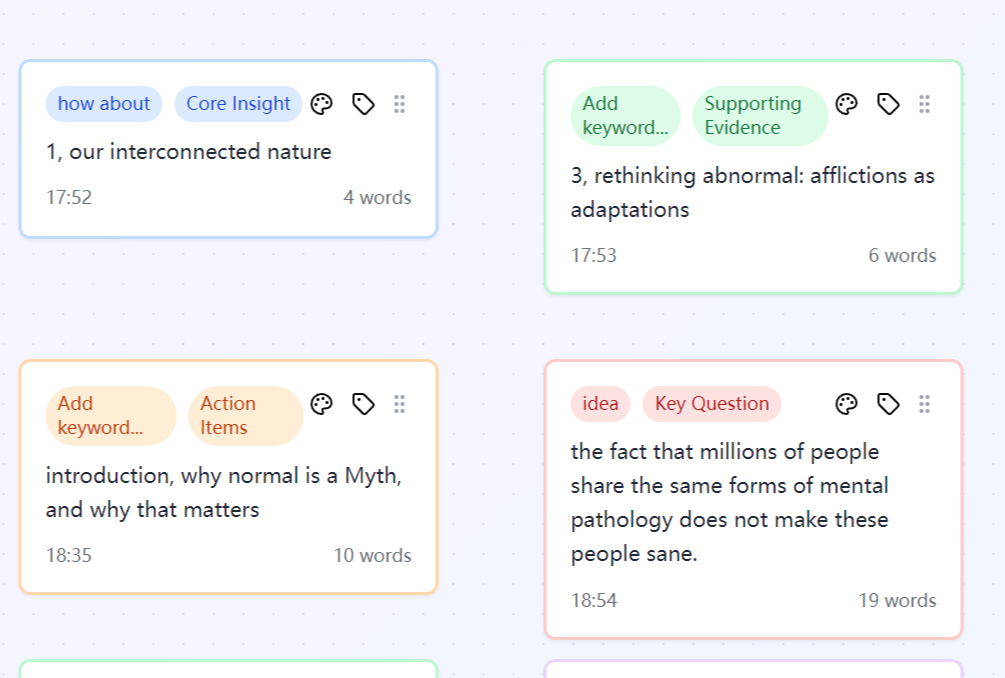 how about Core Insight
1, our interconnected nature
17:52 4 words
Add keyword... Supporting Evidence
3, rethinking abnormal: afflictions as
adaptations
17:53 6 words
Add keyword... Action Items
introduction, why normal is a Myth,
and why that matters
18:35 10 words
idea Key Question
the fact that millions of people
share the same forms of mental
pathology does not make these
people sane.
18:54 19 words